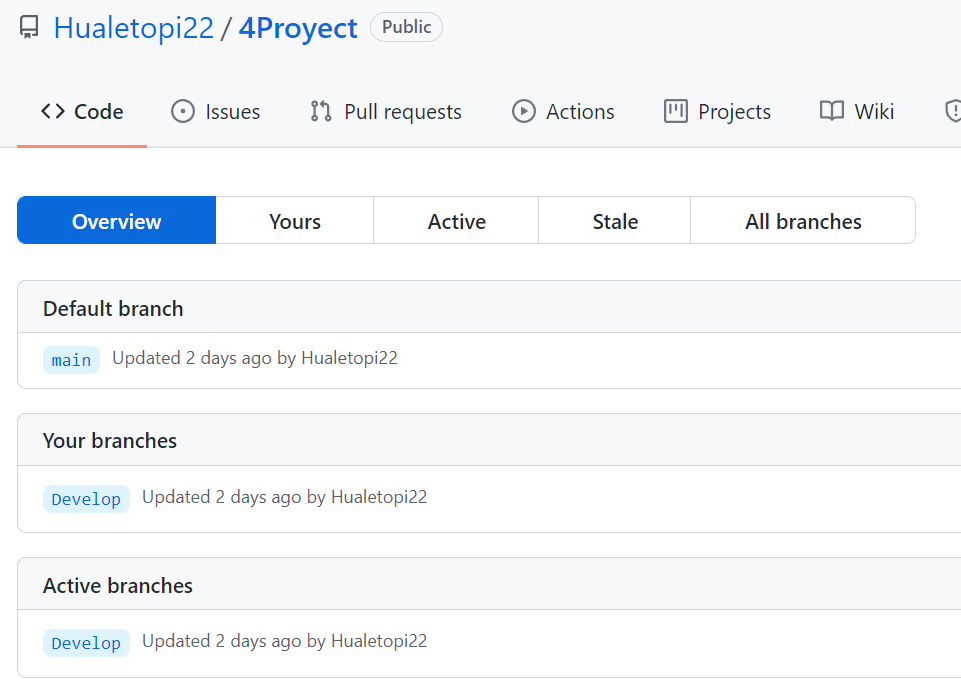 Hualetopi22 / 4Proyect Public
Code Issues Pull requests Actions Projects Wiki
Overview Yours Active Stale All branches
Default branch
main Updated 2 days ago by Hualetopi22
Your branches
Develop Updated 2 days ago by Hualetopi22
Active branches
Develop Updated 2 days ago by Hualetopi22